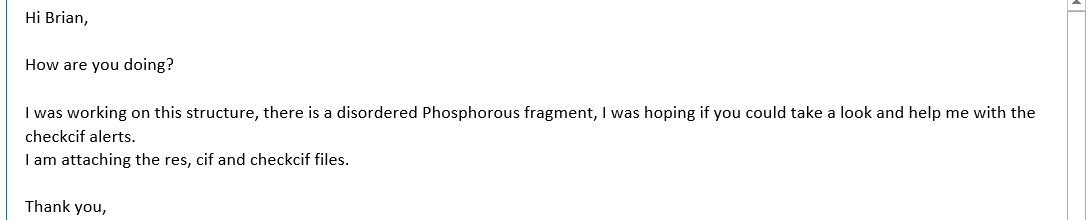 Hi Brian,
How are you doing?
I was working on this structure, there is a disordered Phosphorous fragment, I was hoping if you could take a look and help me with the
checkcif alerts.
I am attaching the res, cif and checkcif files.
Thank you,